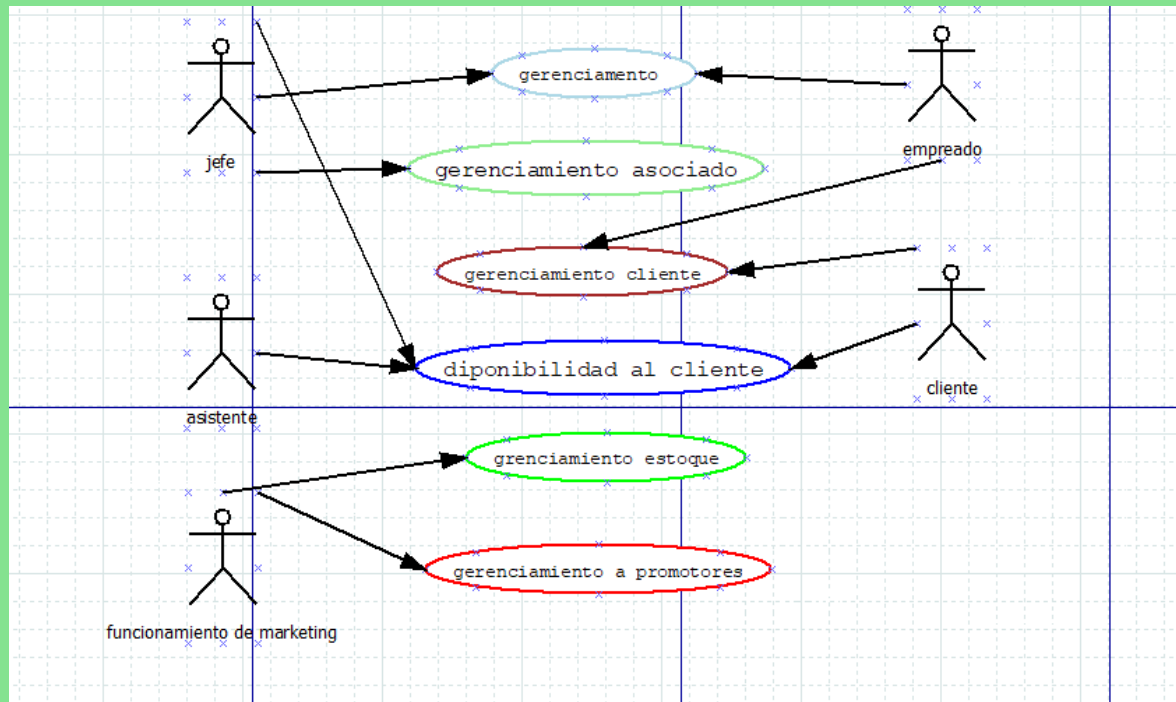 gerenciamento
jefe
empreado
gerenciamiento asociado
gerenciamiento cliente
diponibilidad al cliente
cliente
asistente
grenciamiento estoque
gerenciamiento a promotores
funcionamiento de marketing